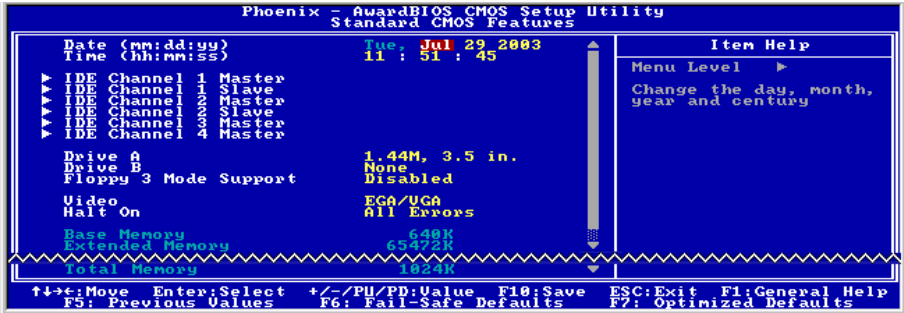 Phoenix - AwardBIOS CMOS Setup Utility
Standard CMOS Features
Date (mm:dd:yy) Tue, Jul 29 2003
Time (hh:mm:ss) 11 : 51 : 45
IDE Channel 1 Master
IDE Channel 1 Slave
IDE Channel 2 Master
IDE Channel 2 Slave
IDE Channel 3 Master
IDE Channel 4 Master
Drive A 1.44M, 3.5 in.
Drive B None
Floppy 3 Mode Support Disabled
Video EGA/VGA
Halt On All Errors
Base Memory 640K
Extended Memory 65472K
Total Memory 1024K
Item Help
Menu Level ►
Change the day, month,
year and century
↑↓→←:Move Enter:Select +/-/PU/PD:Value F10:Save ESC:Exit F1:General Help
F5: Previous Values F6: Fail-Safe Defaults F7: Optimized Defaults